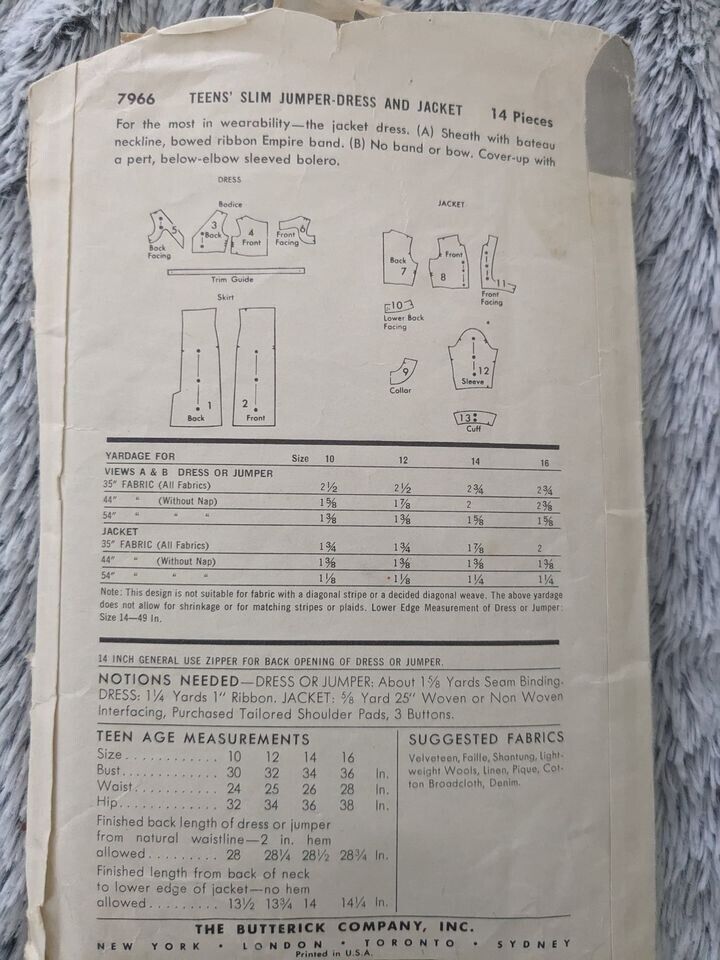 7966 TEENS' SLIM JUMPER-DRESS AND JACKET 14 Pieces
For the most in wearability—the jacket dress. (A) Sheath with bateau
neckline, bowed ribbon Empire band. (B) No band or bow. Cover-up with
a pert, below-elbow sleeved bolero.
DRESS
Bodice
5
Back
Facing
3
Back
4
Front
Front
Facing
6
Trim Guide
Skirt
1
Back
2
Front
JACKET
Back
7
Front
8
11
Front
Facing
10
Lower Back
Facing
9
Collar
12
Sleeve
13
Cuff
YARDAGE FOR Size 10 12 14 16
VIEWS A & B DRESS OR JUMPER
35" FABRIC (All Fabrics) 2½ 2½ 2¾ 2¾
44" " (Without Nap) 1⅝ 1⅞ 2 2⅜
54" " " " 1⅜ 1⅜ 1⅝ 1⅝
JACKET
35" FABRIC (All Fabrics) 1¾ 1¾ 1⅞ 2
44" " (Without Nap) 1⅜ 1⅜ 1⅜ 1⅜
54" " " " 1⅛ 1⅛ 1¼ 1¼
Note: This design is not suitable for fabric with a diagonal stripe or a decided diagonal weave. The above yardage
does not allow for shrinkage or for matching stripes or plaids. Lower Edge Measurement of Dress or Jumper:
Size 14—49 In.
14 INCH GENERAL USE ZIPPER FOR BACK OPENING OF DRESS OR JUMPER.
NOTIONS NEEDED—DRESS OR JUMPER: About 1⅝ Yards Seam Binding.
DRESS: 1¼ Yards 1" Ribbon. JACKET: ⅝ Yard 25" Woven or Non Woven
Interfacing, Purchased Tailored Shoulder Pads, 3 Buttons.
TEEN AGE MEASUREMENTS
Size . . . . . . . . . . . . 10 12 14 16
Bust . . . . . . . . . . . . 30 32 34 36 In.
Waist . . . . . . . . . . . 24 25 26 28 In.
Hip . . . . . . . . . . . . . 32 34 36 38 In.
Finished back length of dress or jumper
from natural waistline—2 in. hem
allowed . . . . . . . . . 28 28¼ 28½ 28¾ In.
Finished length from back of neck
to lower edge of jacket—no hem
allowed . . . . . . . . . 13½ 13¾ 14 14¼ In.
SUGGESTED FABRICS
Velveteen, Faille, Shantung, Light-
weight Wools, Linen, Pique, Cot-
ton Broadcloth, Denim.
THE BUTTERICK COMPANY, INC.
NEW YORK • LONDON • TORONTO • SYDNEY
Printed in U.S.A.